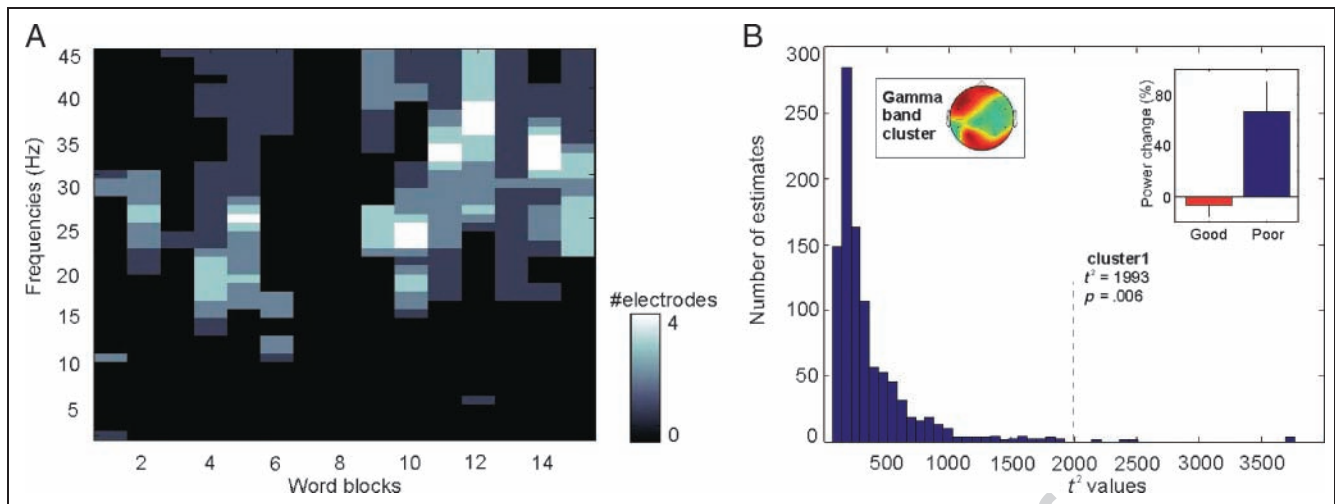 A
45
40
35
30
25
20
15
10
5
Frequencies (Hz)
2 4 6 8 10 12 14
Word blocks
#electrodes
4
0
B
300
250
200
150
100
50
0
Number of estimates
500 1000 1500 2000 2500 3000 3500
t² values
Gamma
band
cluster
cluster1
t² = 1993
p = .006
Power change (%)
80
40
0
Good Poor